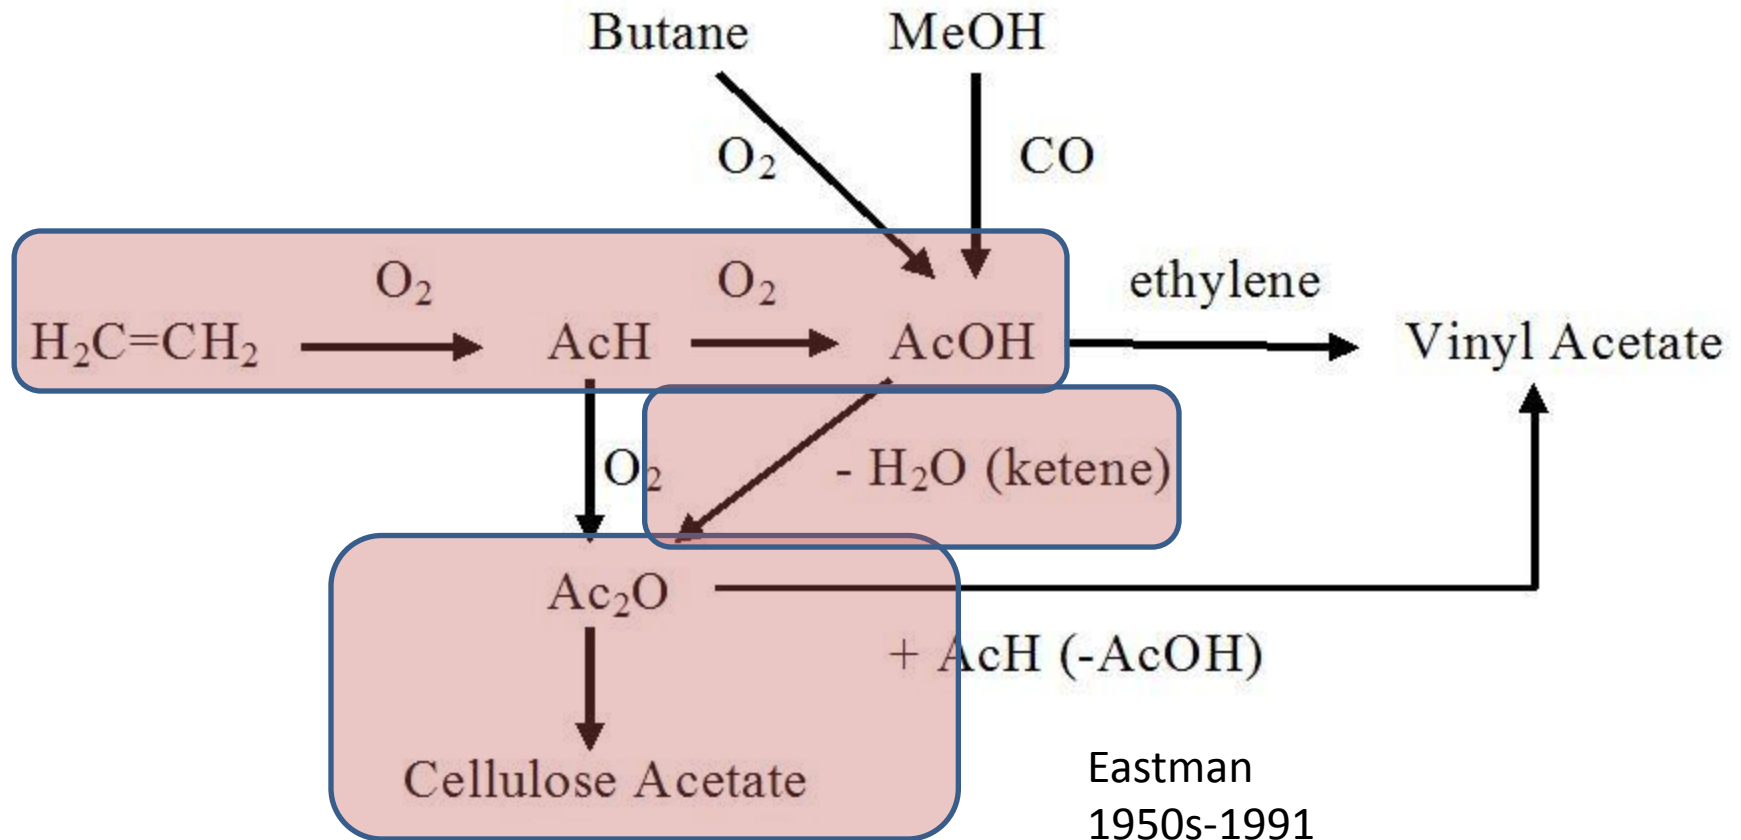 Butane MeOH
O₂ CO
O₂ O₂ ethylene
H₂C=CH₂ AcH AcOH Vinyl Acetate
O₂ - H₂O (ketene)
Ac₂O
+ AcH (-AcOH)
Cellulose Acetate
Eastman
1950s-1991